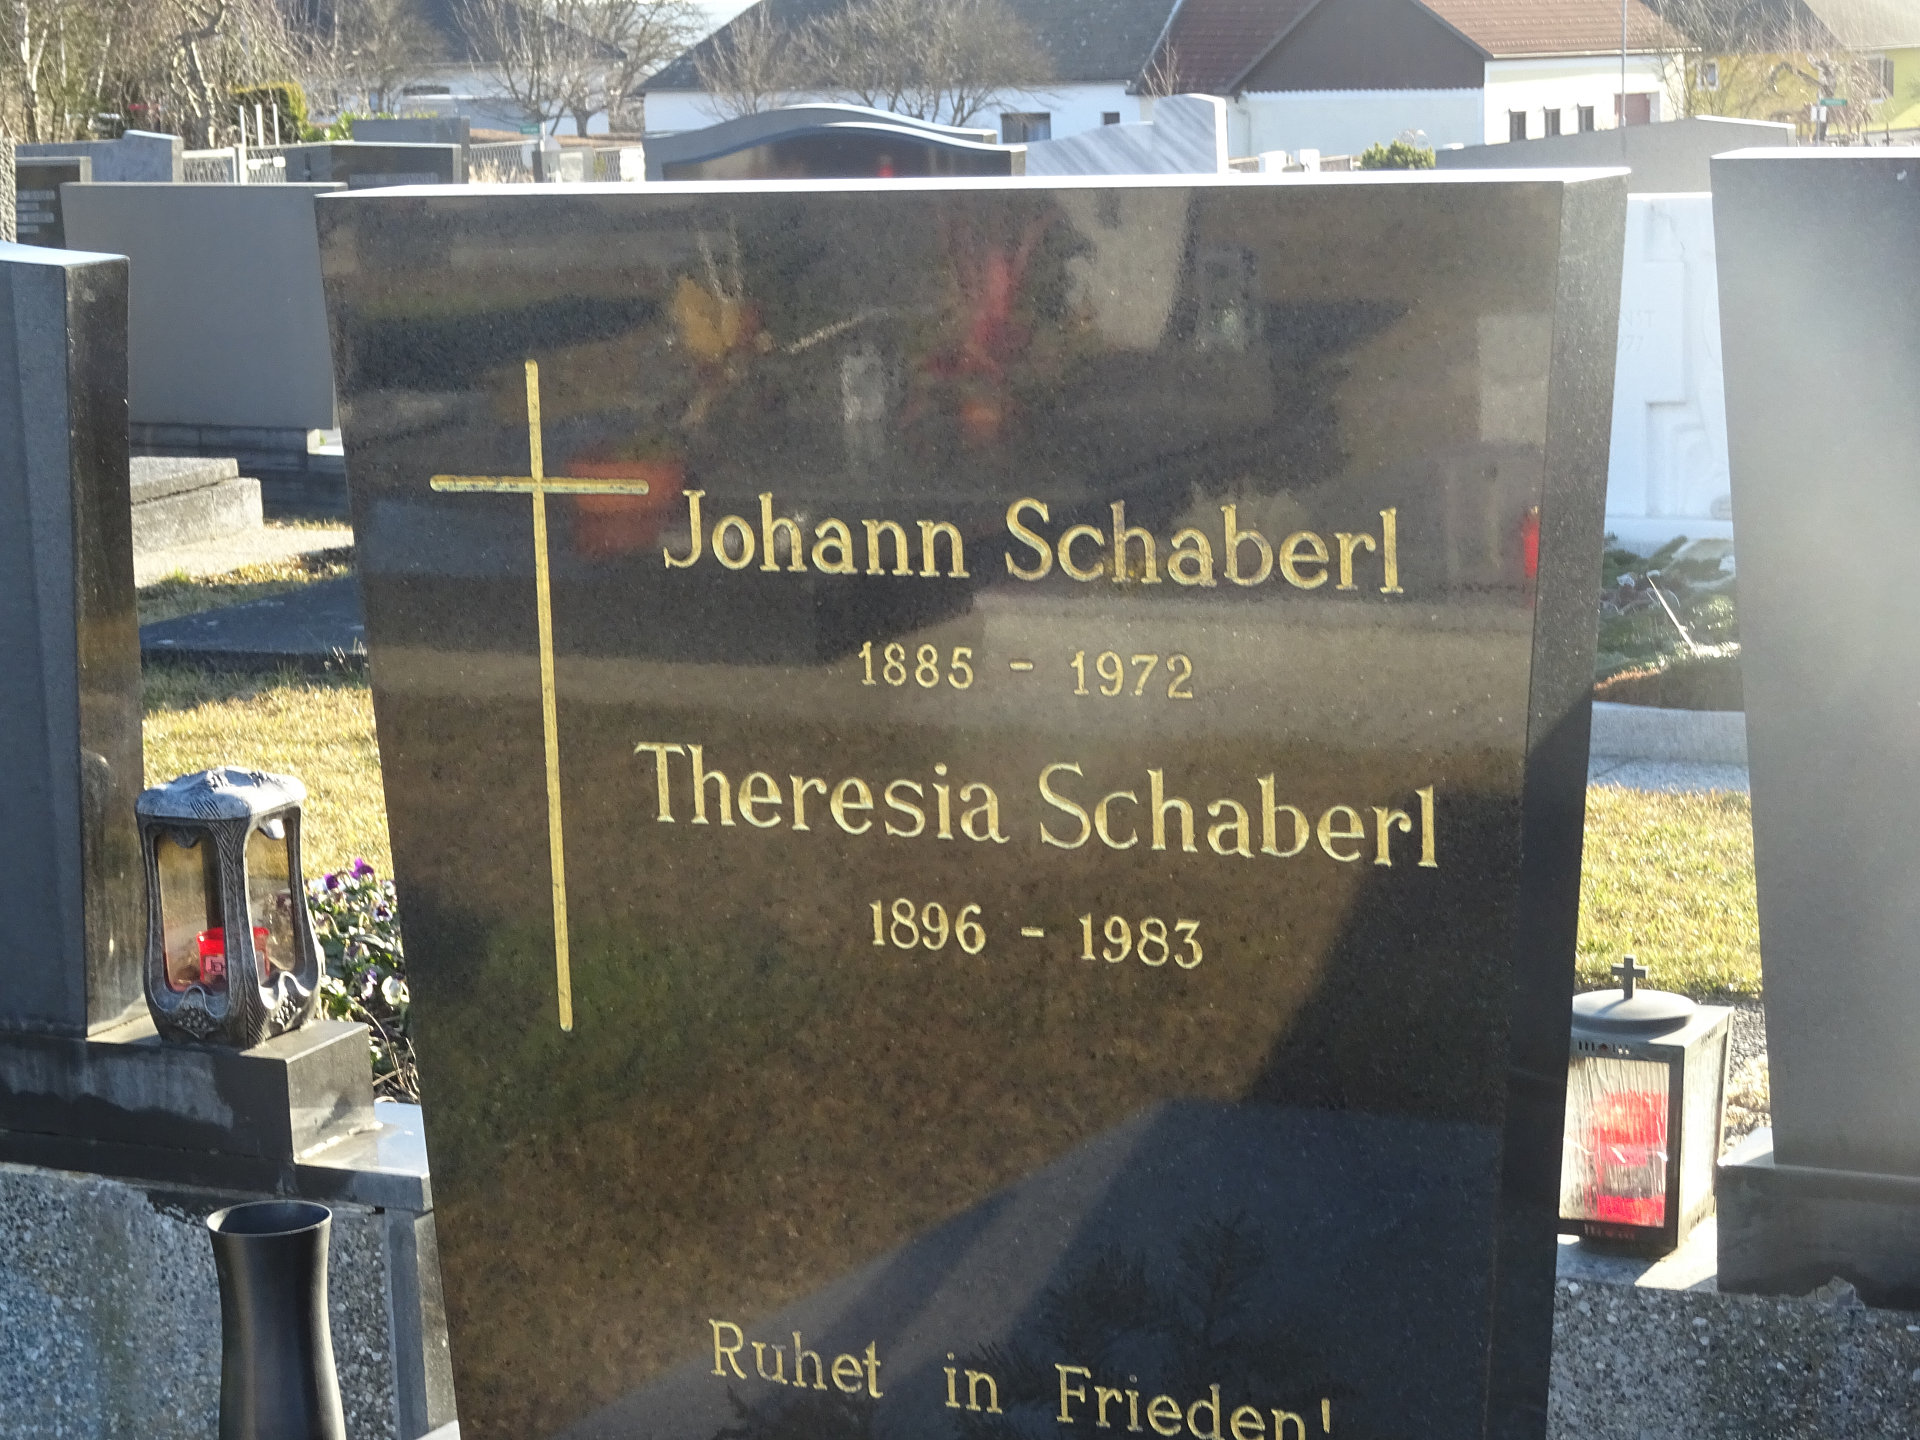 Johann Schaberl
1885 - 1972
Theresia Schaberl
1896 - 1983
Ruhet in Frieden!